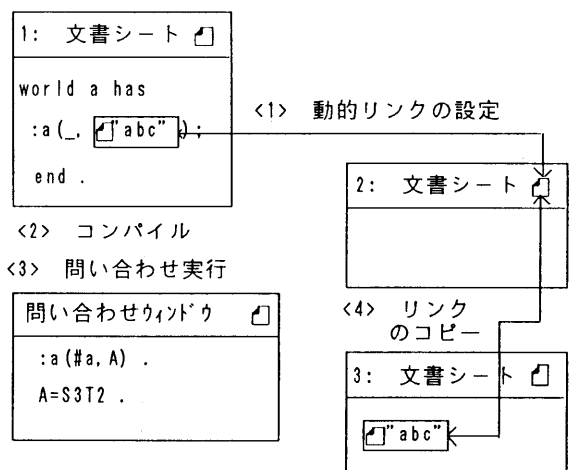 1: 文書シート
world a has
:a(_, "abc");
end .
<1> 動的リンクの設定
2: 文書シート
<2> コンパイル
<3> 問い合わせ実行
問い合わせウィンドウ
:a(#a,A) .
A=S3T2 .
<4> リンク
のコピー
3: 文書シート
"abc"